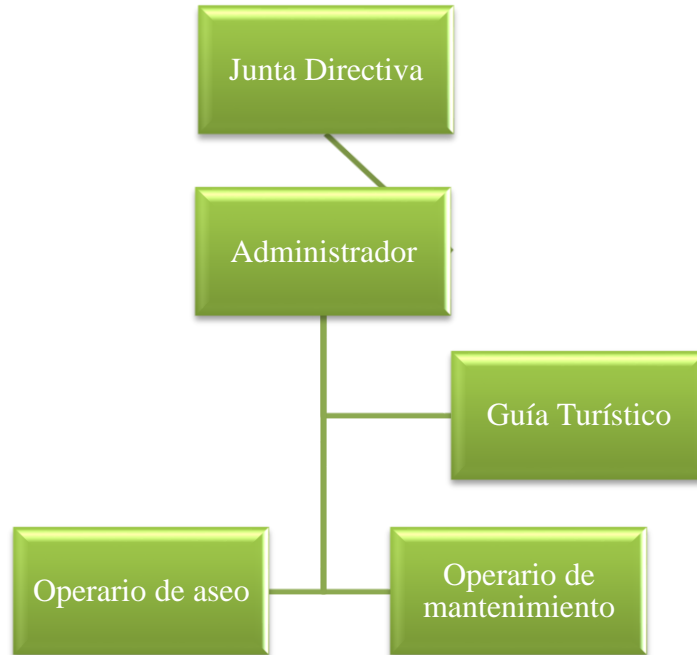 Junta Directiva
Administrador
Guía Turístico
Operario de aseo
Operario de
mantenimiento